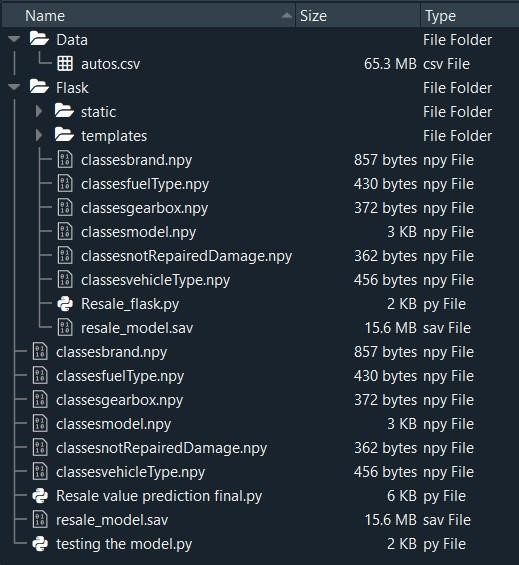 Name Size Type
Data File Folder
autos.csv 65.3 MB csv File
Flask File Folder
static File Folder
templates File Folder
classesbrand.npy 857 bytes npy File
classesfuelType.npy 430 bytes npy File
classesgearbox.npy 372 bytes npy File
classesmodel.npy 3 KB npy File
classesnotRepairedDamage.npy 362 bytes npy File
classesvehicleType.npy 456 bytes npy File
Resale_flask.py 2 KB py File
resale_model.sav 15.6 MB sav File
classesbrand.npy 857 bytes npy File
classesfuelType.npy 430 bytes npy File
classesgearbox.npy 372 bytes npy File
classesmodel.npy 3 KB npy File
classesnotRepairedDamage.npy 362 bytes npy File
classesvehicleType.npy 456 bytes npy File
Resale value prediction final.py 6 KB py File
resale_model.sav 15.6 MB sav File
testing the model.py 2 KB py File